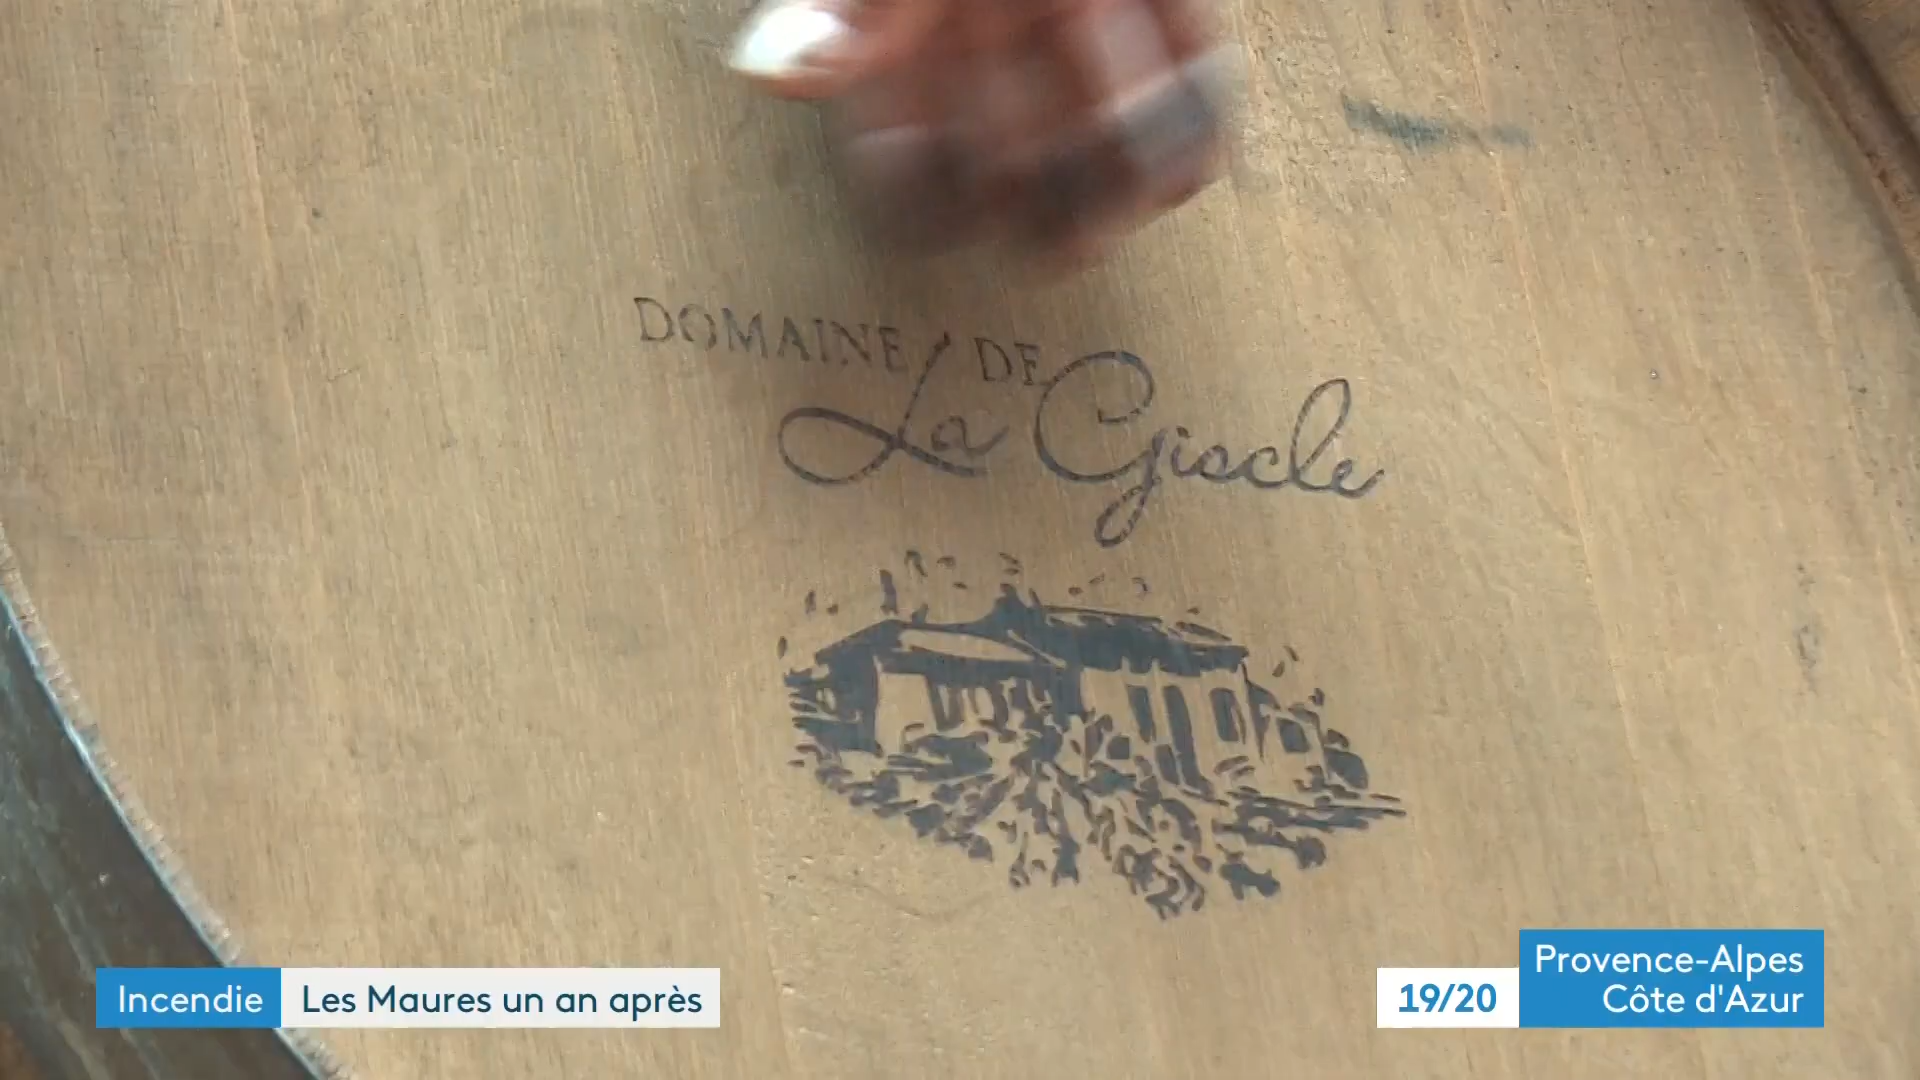 DOMAINE DE
La Giscle
Incendie
Les Maures un an après
19/20
Provence-Alpes
Côte d'Azur